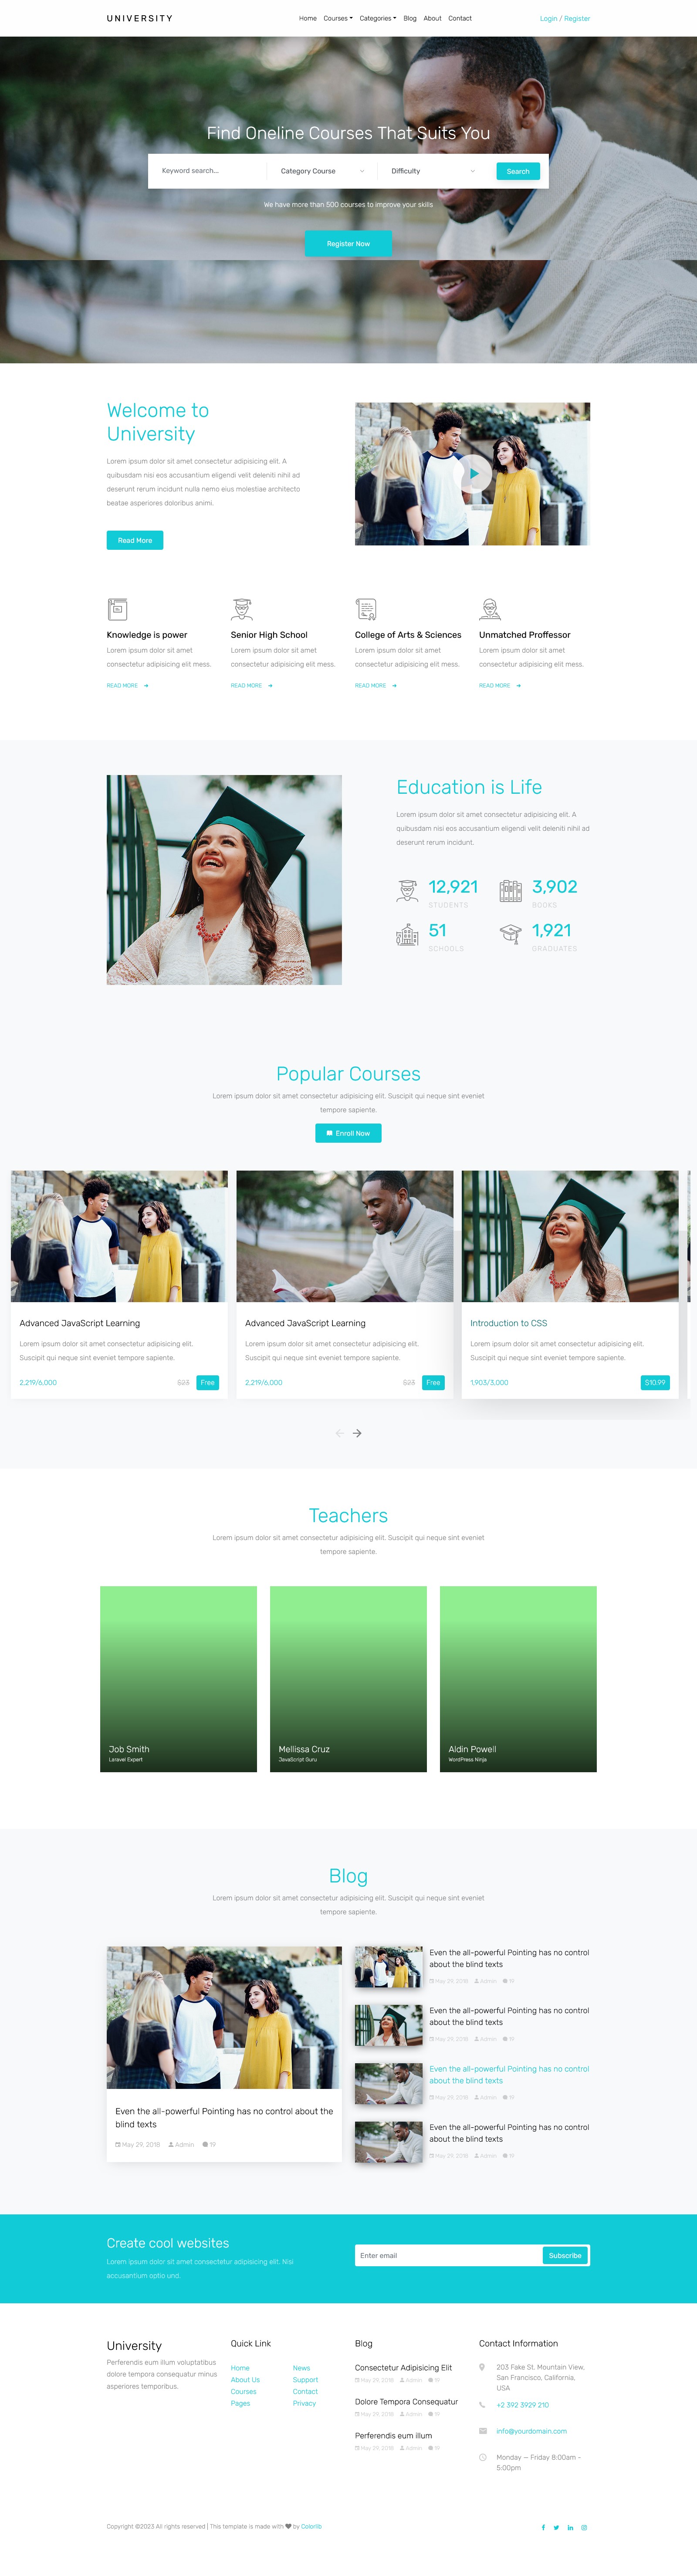 UNIVERSITY
Home Courses Categories Blog About Contact
Login / Register
Find Oneline Courses That Suits You
Keyword search... Category Course Difficulty Search
We have more than 500 courses to improve your skills
Register Now
Welcome to
University
Lorem ipsum dolor sit amet consectetur adipisicing elit. A
quibusdam nisi eos accusantium eligendi velit deleniti nihil ad
deserunt rerum incidunt nulla nemo eius molestiae architecto
beatae asperiores doloribus animi.
Read More
Knowledge is power
Lorem ipsum dolor sit amet
consectetur adipisicing elit mess.
READ MORE
Senior High School
Lorem ipsum dolor sit amet
consectetur adipisicing elit mess.
READ MORE
College of Arts & Sciences
Lorem ipsum dolor sit amet
consectetur adipisicing elit mess.
READ MORE
Unmatched Proffessor
Lorem ipsum dolor sit amet
consectetur adipisicing elit mess.
READ MORE
Education is Life
Lorem ipsum dolor sit amet consectetur adipisicing elit. A
quibusdam nisi eos accusantium eligendi velit deleniti nihil ad
deserunt rerum incidunt.
12,921
STUDENTS
3,902
BOOKS
51
SCHOOLS
1,921
GRADUATES
Popular Courses
Lorem ipsum dolor sit amet consectetur adipisicing elit. Suscipit qui neque sint eveniet
tempore sapiente.
Enroll Now
Advanced JavaScript Learning
Lorem ipsum dolor sit amet consectetur adipisicing elit.
Suscipit qui neque sint eveniet tempore sapiente.
2,219/6,000 $23 Free
Advanced JavaScript Learning
Lorem ipsum dolor sit amet consectetur adipisicing elit.
Suscipit qui neque sint eveniet tempore sapiente.
2,219/6,000 $23 Free
Introduction to CSS
Lorem ipsum dolor sit amet consectetur adipisicing elit.
Suscipit qui neque sint eveniet tempore sapiente.
1,903/3,000 $10.99
Teachers
Lorem ipsum dolor sit amet consectetur adipisicing elit. Suscipit qui neque sint eveniet
tempore sapiente.
Job Smith
Laravel Expert
Mellissa Cruz
JavaScript Guru
Aldin Powell
WordPress Ninja
Blog
Lorem ipsum dolor sit amet consectetur adipisicing elit. Suscipit qui neque sint eveniet
tempore sapiente.
Even the all-powerful Pointing has no control about the
blind texts
May 29, 2018 Admin 19
Even the all-powerful Pointing has no control
about the blind texts
May 29, 2018 Admin 19
Even the all-powerful Pointing has no control
about the blind texts
May 29, 2018 Admin 19
Even the all-powerful Pointing has no control
about the blind texts
May 29, 2018 Admin 19
Even the all-powerful Pointing has no control
about the blind texts
May 29, 2018 Admin 19
Create cool websites
Lorem ipsum dolor sit amet consectetur adipisicing elit. Nisi
accusantium optio und.
Enter email Subscribe
University
Perferendis eum illum voluptatibus
dolore tempora consequatur minus
asperiores temporibus.
Quick Link
Home
About Us
Courses
Pages
News
Support
Contact
Privacy
Blog
Consectetur Adipisicing Elit
May 29, 2018 Admin 19
Dolore Tempora Consequatur
May 29, 2018 Admin 19
Perferendis eum illum
May 29, 2018 Admin 19
Contact Information
203 Fake St. Mountain View,
San Francisco, California,
USA
+2 392 3929 210
info@yourdomain.com
Monday – Friday 8:00am -
5:00pm
Copyright ©2023 All rights reserved | This template is made with by Colorlib